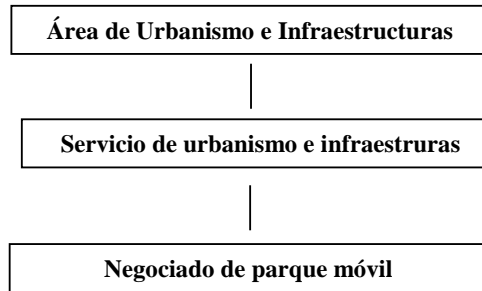 Área de Urbanismo e Infraestructuras
Servicio de urbanismo e infraestruras
Negociado de parque móvil